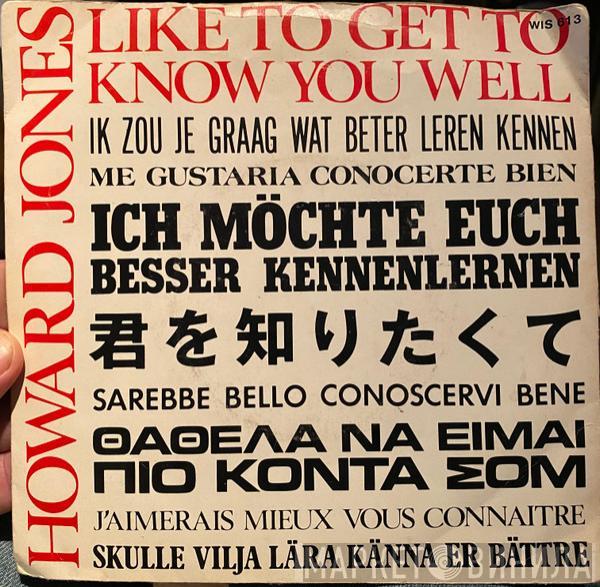 HOWARD JONES
LIKE TO GET TO
WIS 613
KNOW YOU WELL
IK ZOU JE GRAAG WAT BETER LEREN KENNEN
ME GUSTARIA CONOCERTE BIEN
ICH MÖCHTE EUCH
BESSER KENNENLERNEN
君を知りたくて
SAREBBE BELLO CONOSCERVI BENE
ΘΑΘΕΛΑ ΝΑ ΕΙΜΑΙ
ΠΙΟ ΚΟΝΤΑ ΣΟΜ
J'AIMERAIS MIEUX VOUS CONNAITRE
SKULLE VILJA LÄRA KÄNNA ER BÄTTRE